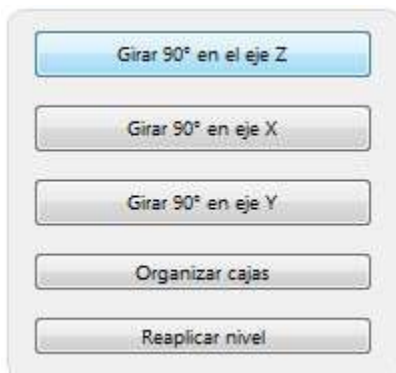 Girar 90° en el eje Z
Girar 90° en eje X
Girar 90° en eje Y
Organizar cajas
Reaplicar nivel